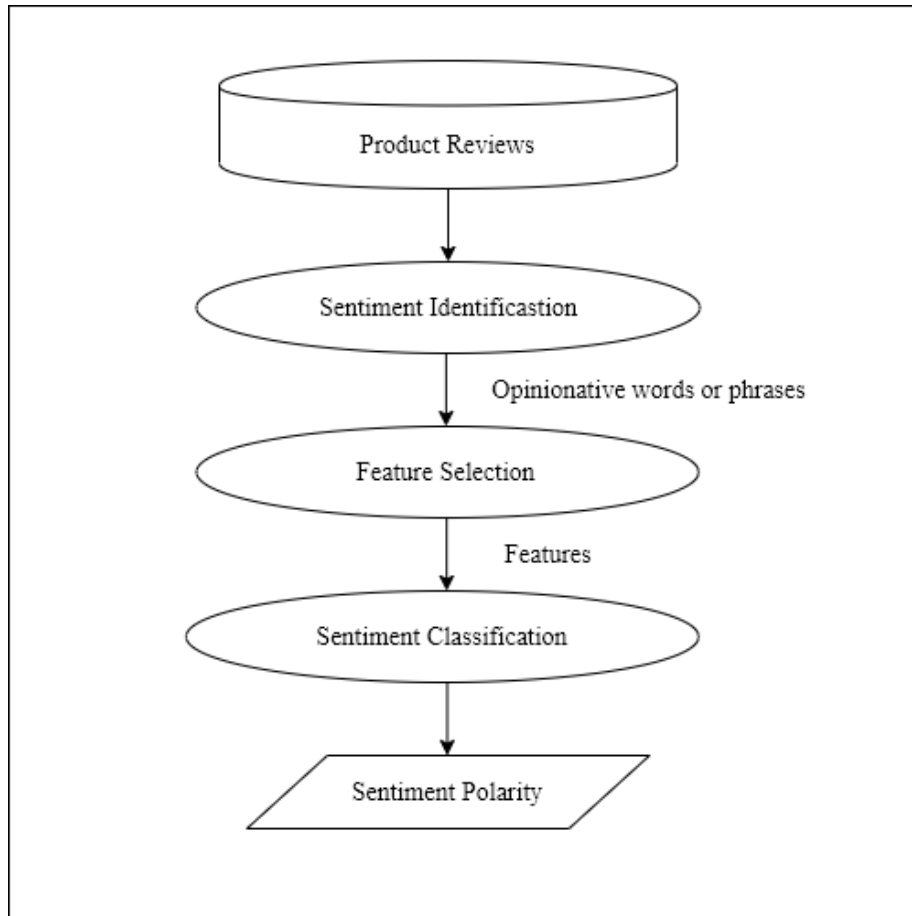 Product Reviews
Sentiment Identificastion
Opinionative words or phrases
Feature Selection
Features
Sentiment Classification
Sentiment Polarity